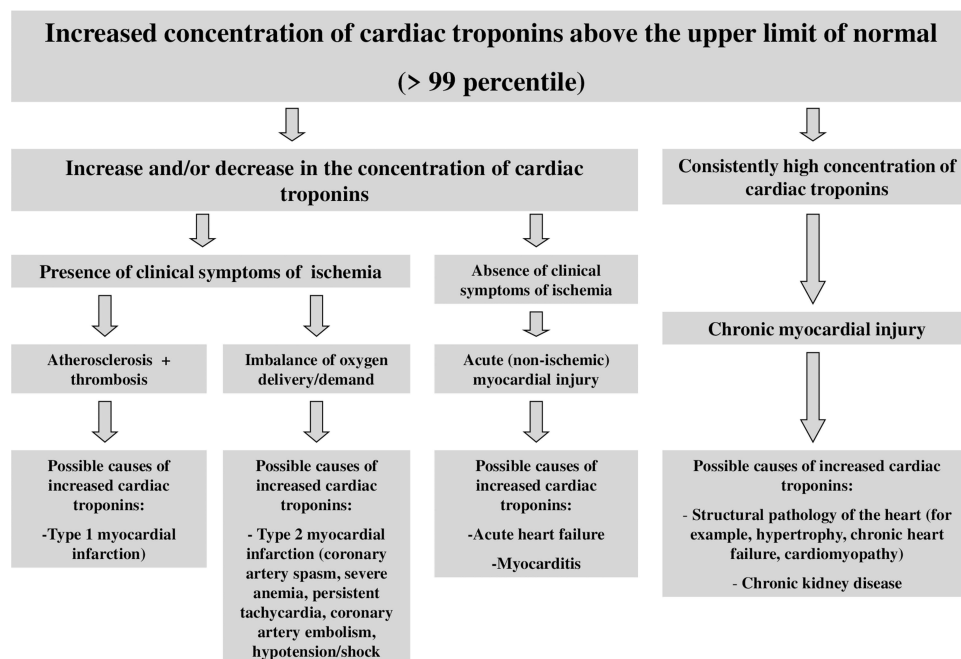 Increased concentration of cardiac troponins above the upper limit of normal
(> 99 percentile)
Increase and/or decrease in the concentration of cardiac
troponins
Consistently high concentration of
cardiac troponins
Presence of clinical symptoms of ischemia
Absence of clinical
symptoms of ischemia
Chronic myocardial injury
Atherosclerosis +
thrombosis
Imbalance of oxygen
delivery/demand
Acute (non-ischemic)
myocardial injury
Possible causes of
increased cardiac
troponins:
-Type 1 myocardial
infarction)
Possible causes of
increased cardiac
troponins:
- Type 2 myocardial
infarction (coronary
artery spasm, severe
anemia, persistent
tachycardia, coronary
artery embolism,
hypotension/shock
Possible causes of
increased cardiac
troponins:
-Acute heart failure
-Myocarditis
Possible causes of increased cardiac
troponins:
- Structural pathology of the heart (for
example, hypertrophy, chronic heart
failure, cardiomyopathy)
- Chronic kidney disease